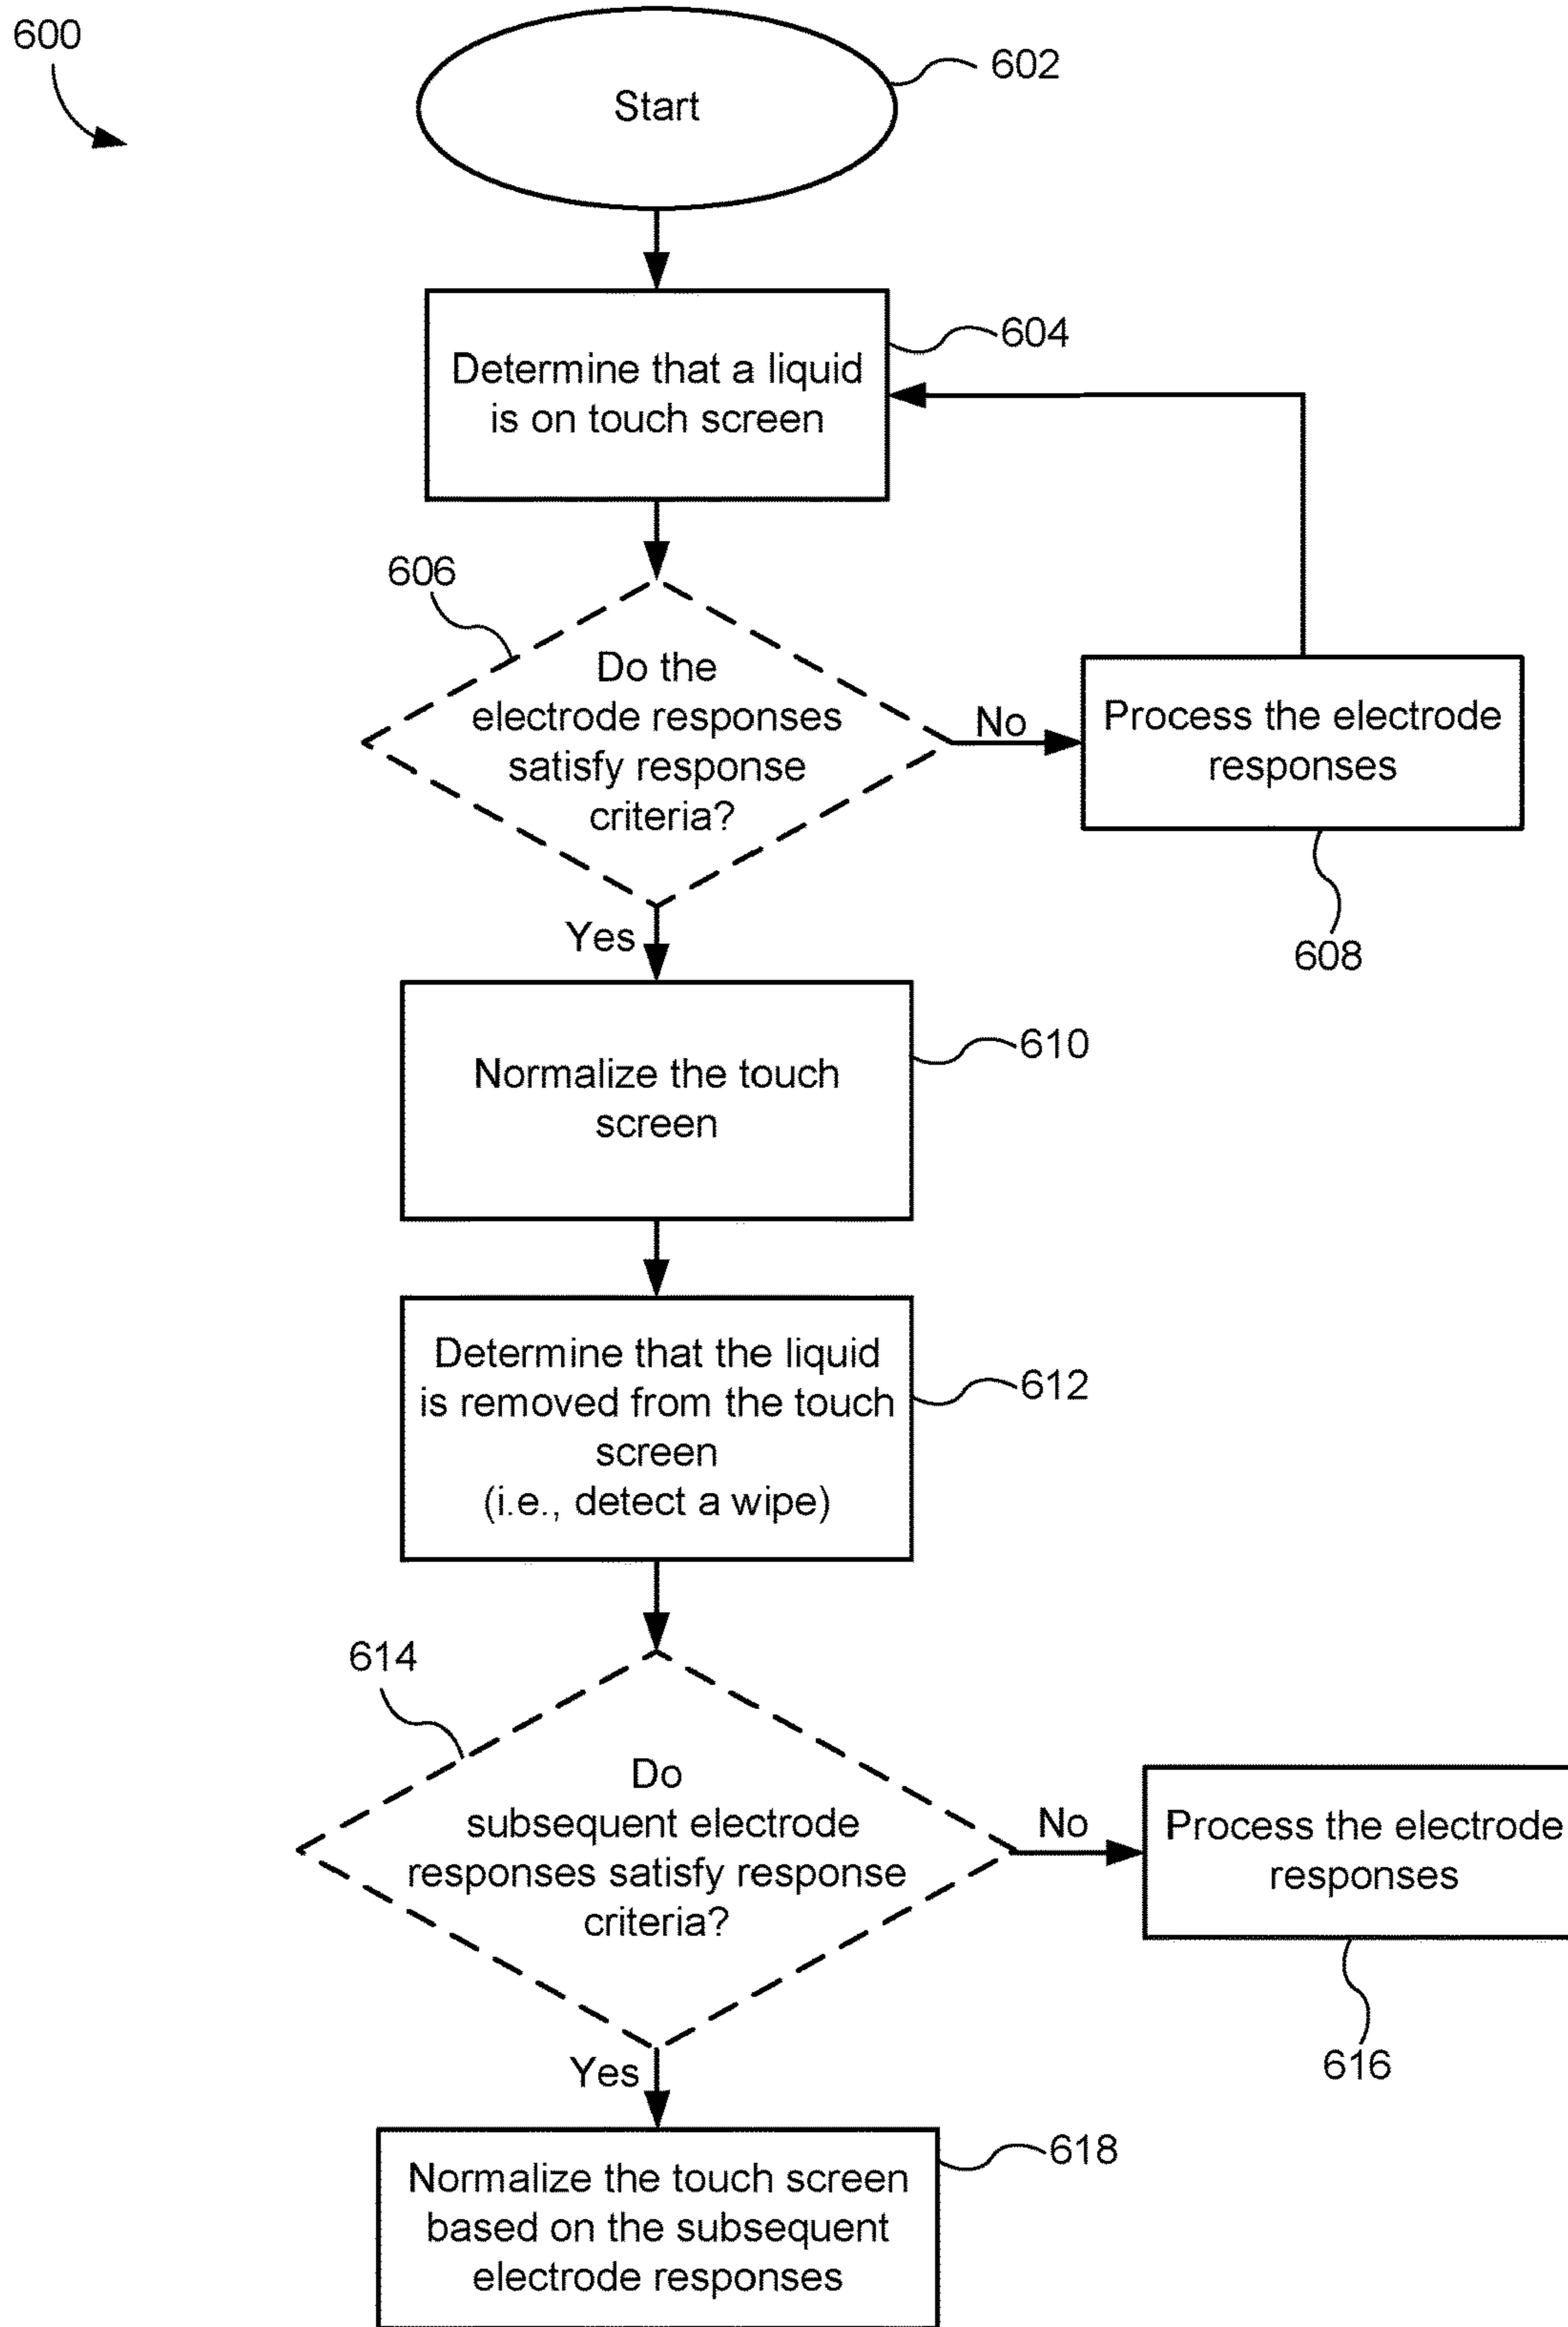 600
Start
602
Determine that a liquid
is on touch screen
604
606
Do the
electrode responses
satisfy response
criteria?
No
Process the electrode
responses
608
Yes
Normalize the touch
screen
610
Determine that the liquid
is removed from the touch
screen
(i.e., detect a wipe)
612
614
Do
subsequent electrode
responses satisfy response
criteria?
No
Process the electrode
responses
616
Yes
Normalize the touch screen
based on the subsequent
electrode responses
618